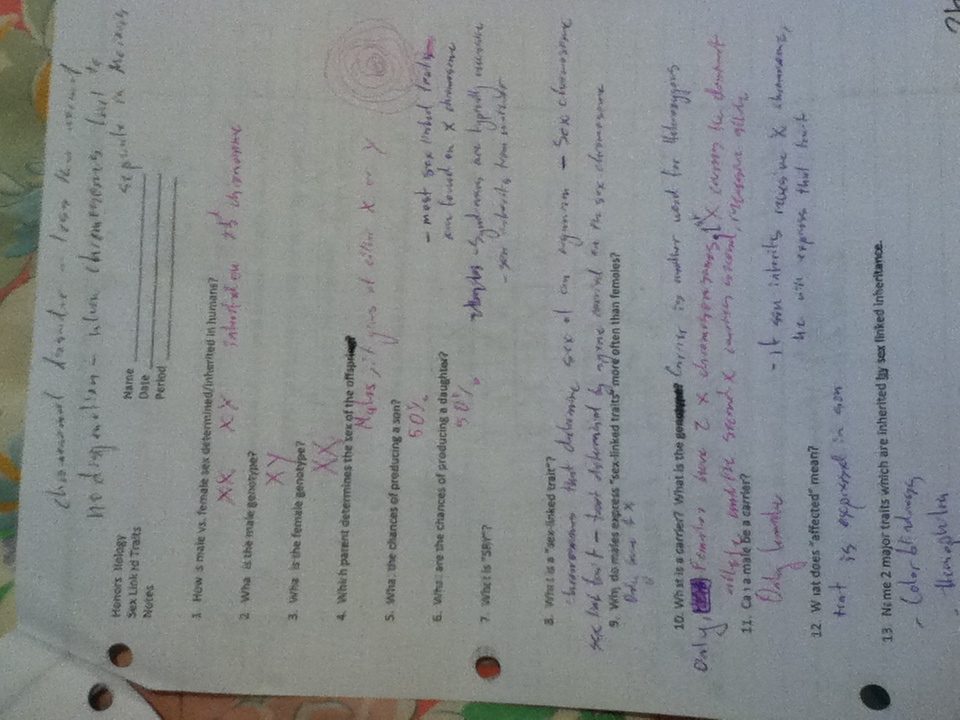 chromosomal disorder - less than normal
nodisjunction - when chromosomes fail to
separate in Meiosis
Honors Biology
Sex Linked Traits
Notes
Name
Date
Period
1. How is male vs. female sex determined/inherited in humans?
XX XY inherited on 23rd chromosome
2. What is the male genotype?
XY
3. What is the female genotype?
XX
4. Which parent determines the sex of the offspring?
Males, it gives either X or Y
5. What the chances of producing a son?
50%
6. What are the chances of producing a daughter?
50%
- most sex linked traits
are found on X chromosome
- Syndromes are typically recessive
- son inherits from mother
7. What is "SRY"?
8. What is a "sex-linked trait"?
chromosomes that determine sex of an organism - Sex chromosome
sex linked trait - trait determined by a gene carried on the sex chromosome
9. Why do males express "sex-linked traits" more often than females?
Only have 1 X
10. What is a carrier? What is the genotype? Carrier is another word for Heterozygous
Only, Females have 2 X chromosomes, 1st X carries the dominant
allele and the second X carries second, recessive allele
11. Can a male be a carrier?
Only female
- if son inherits recessive X chromosome,
he will express that trait
12. What does "affected" mean?
trait is expressed in son
13. Name 2 major traits which are inherited by sex linked inheritance.
- Color blindness
- Hemophilia